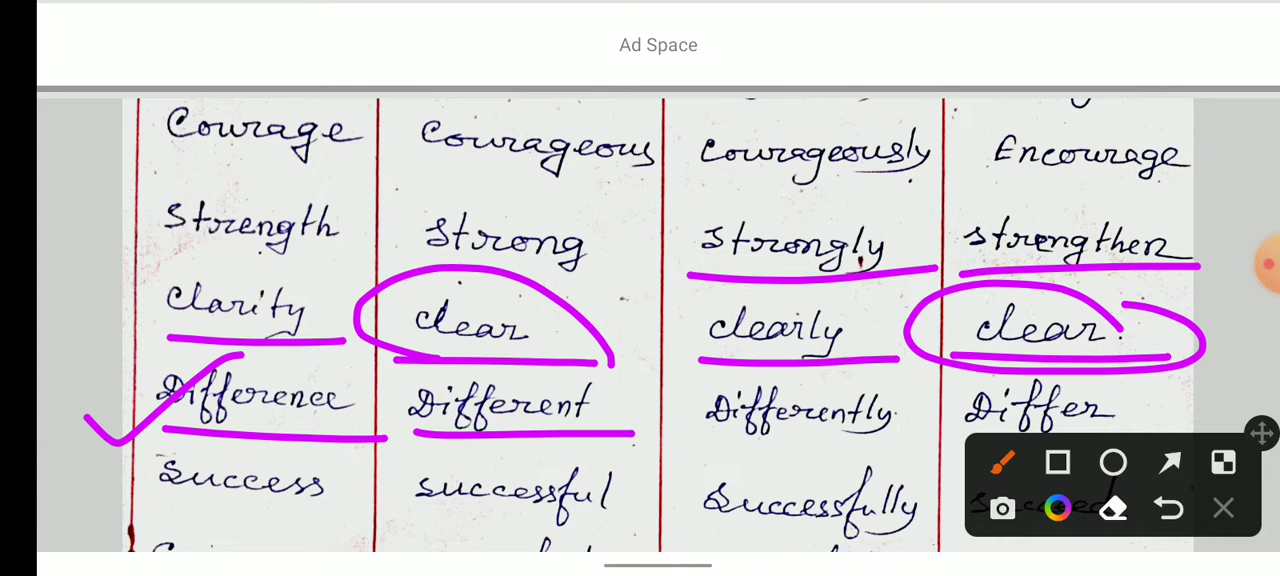 Ad Space
Courage Courageous Courageously Encourage
Strength Strong Strongly strengthen
Clarity clear clearly clear
Difference Different Differently Differ
Success successful Successfully Succeed